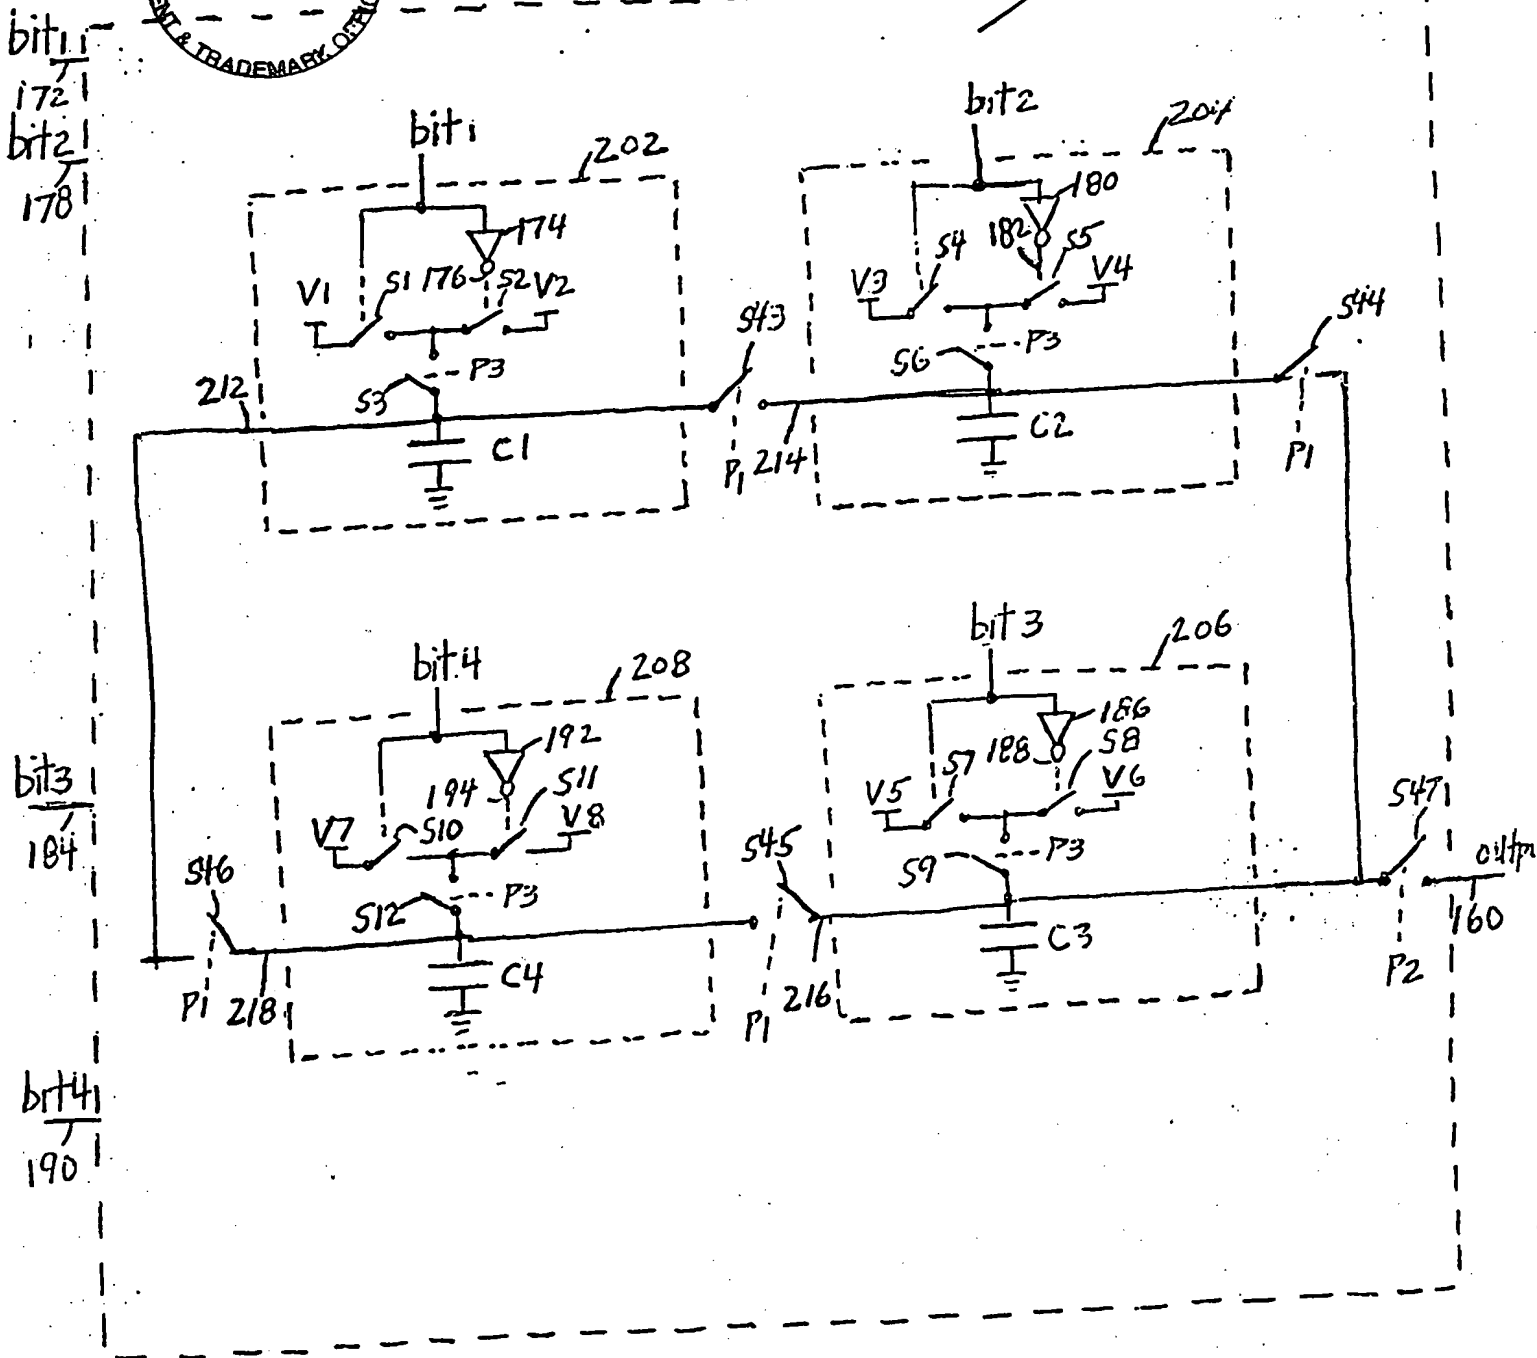 ENT & TRADEMARK OFFIC
bit1
172
bit2
178
bit1
202
174
V1
S1
176
S2
V2
P3
S3
212
C1
S43
P1
bit2
204
180
182
S4
S5
V3
V4
P3
S6
214
C2
S44
P1
bit3
184
bit4
208
192
194
S11
V7
S10
V8
P3
S12
S46
P1
218
C4
S45
P1
bit3
206
186
188
S7
S8
V5
V6
P3
S9
216
C3
S47
P2
outpu
160
bit4
190